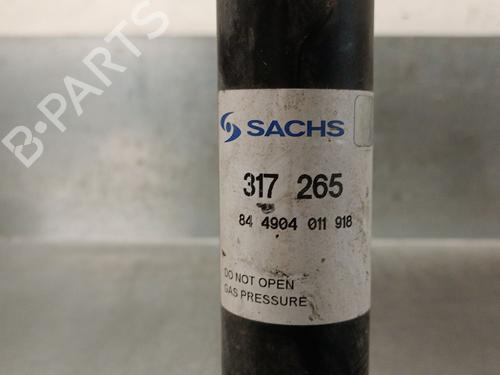 B-PARTS
SACHS
317 265
84 4904 011 918
DO NOT OPEN
GAS PRESSURE